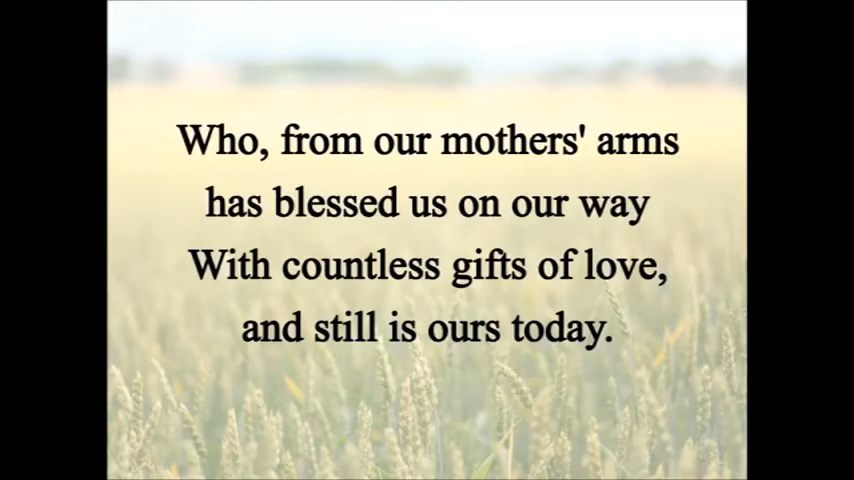 Who, from our mothers' arms
has blessed us on our way
With countless gifts of love,
and still is ours today.